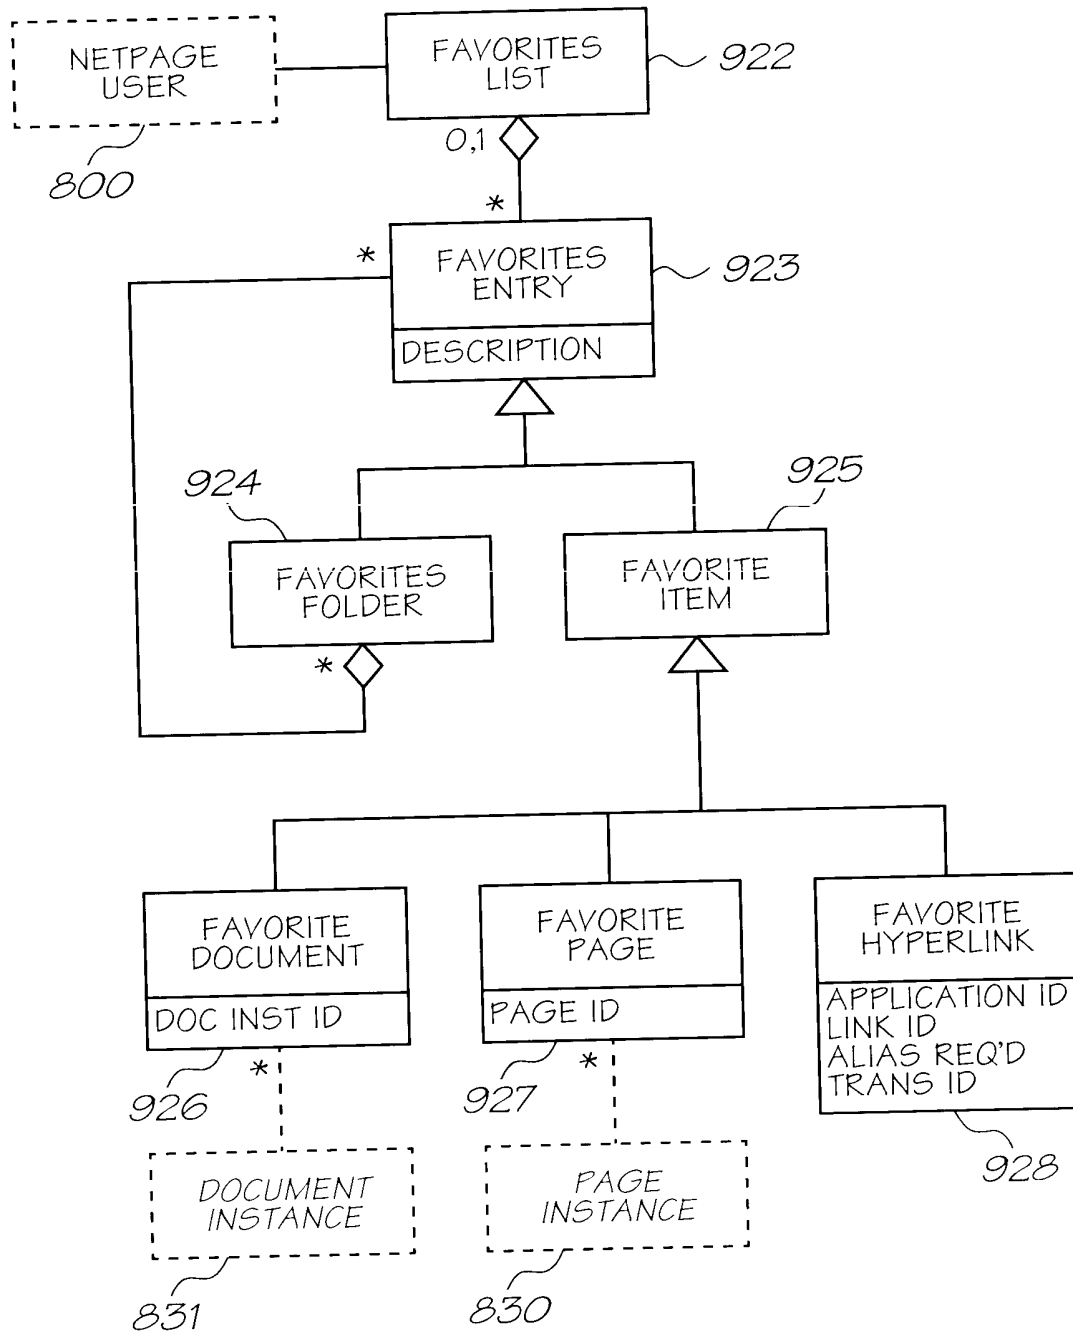 NETPAGE
USER
800
FAVORITES
LIST
922
0,1
*
*
FAVORITES
ENTRY
923
DESCRIPTION
924
925
FAVORITES
FOLDER
FAVORITE
ITEM
*
FAVORITE
DOCUMENT
DOC INST ID
FAVORITE
PAGE
PAGE ID
FAVORITE
HYPERLINK
APPLICATION ID
LINK ID
ALIAS REQ'D
TRANS ID
926
*
927
*
928
DOCUMENT
INSTANCE
831
PAGE
INSTANCE
830